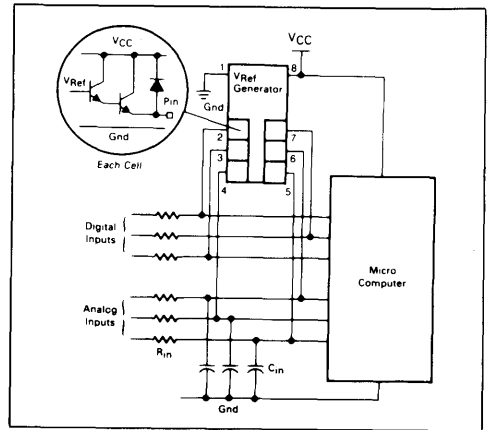 VCC
VRef
Pin
Gnd
Each Cell
VCC
1
8
VRef
Generator
Gnd
2
7
3
6
4
5
Digital
Inputs
Micro
Computer
Analog
Inputs
Rin
Cin
Gnd